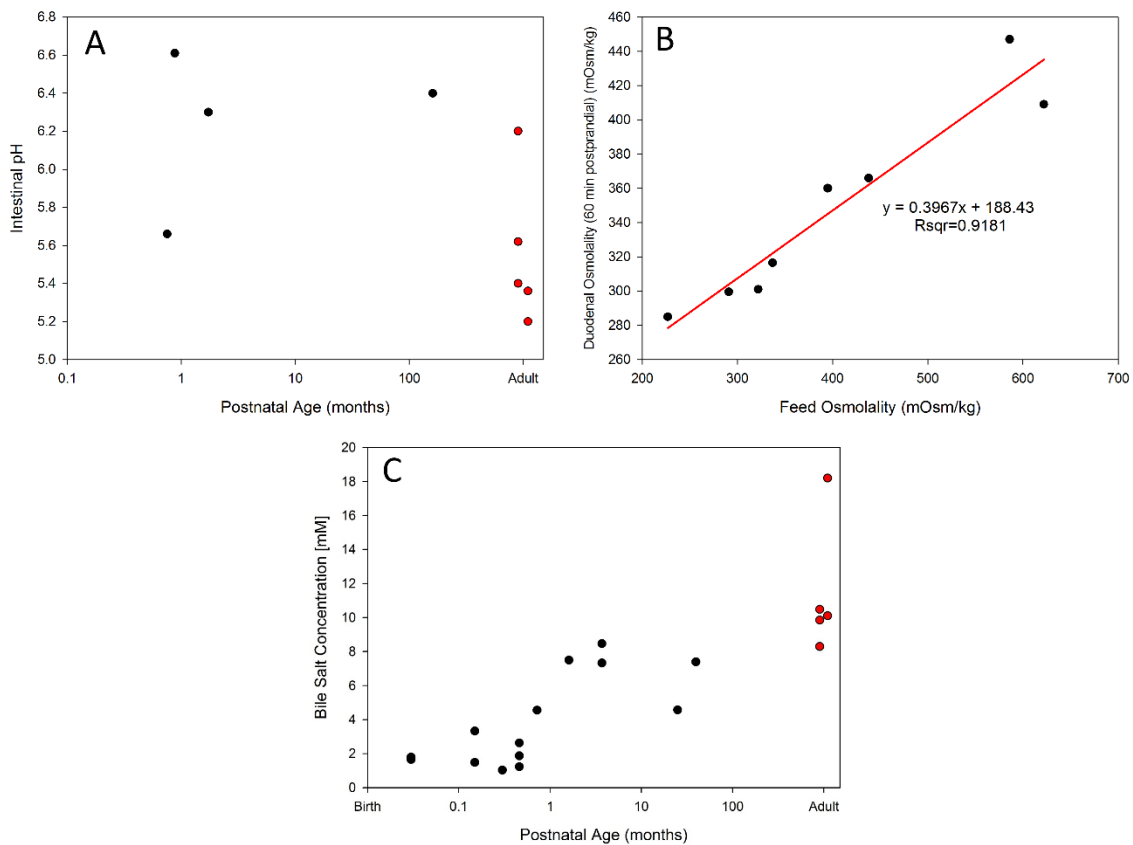 A
Intestinal pH
6.8
6.6
6.4
6.2
6.0
5.8
5.6
5.4
5.2
5.0
0.1 1 10 100 Adult
Postnatal Age (months)
B
Duodenal Osmolality (60 min postprandial) (mOsm/kg)
460
440
420
400
380
360
340
320
300
280
260
y = 0.3967x + 188.43
Rsqr=0.9181
200 300 400 500 600 700
Feed Osmolality (mOsm/kg)
C
Bile Salt Concentration [mM]
20
18
16
14
12
10
8
6
4
2
0
Birth 0.1 1 10 100 Adult
Postnatal Age (months)